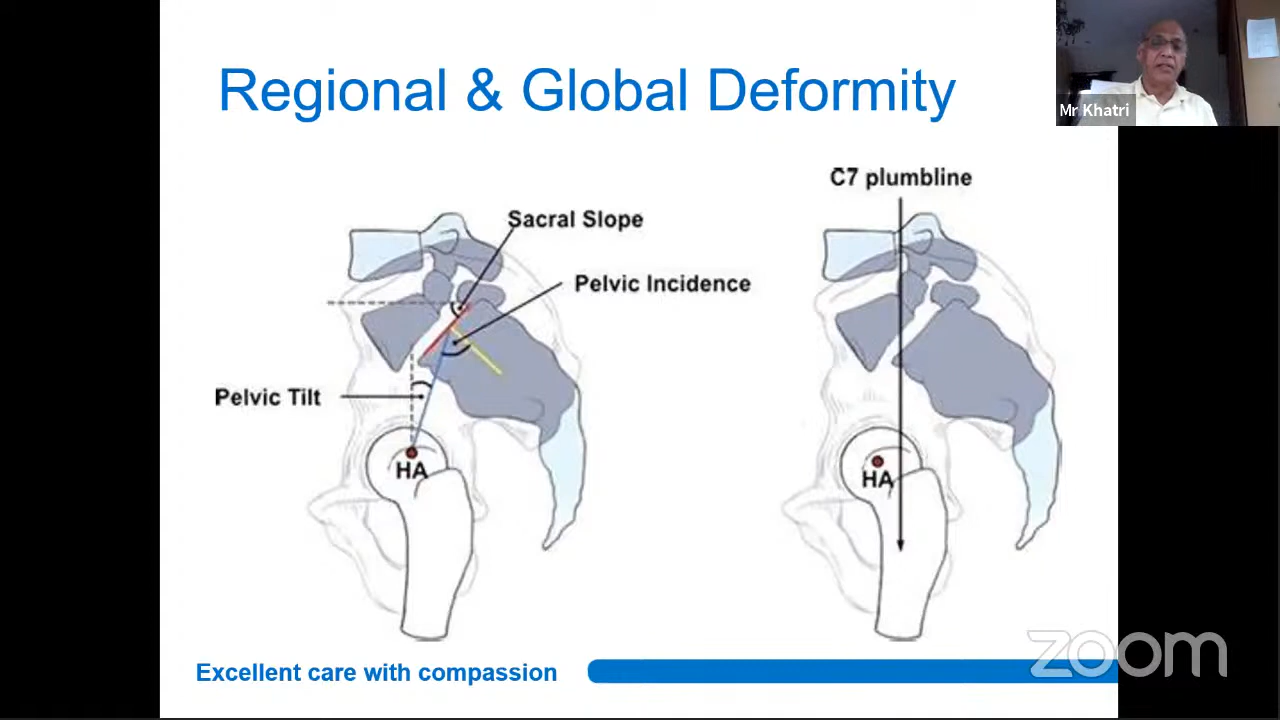 Regional & Global Deformity
Mr Khatri
C7 plumbline
Sacral Slope
Pelvic Incidence
Pelvic Tilt
HA
HA
Excellent care with compassion
zoom